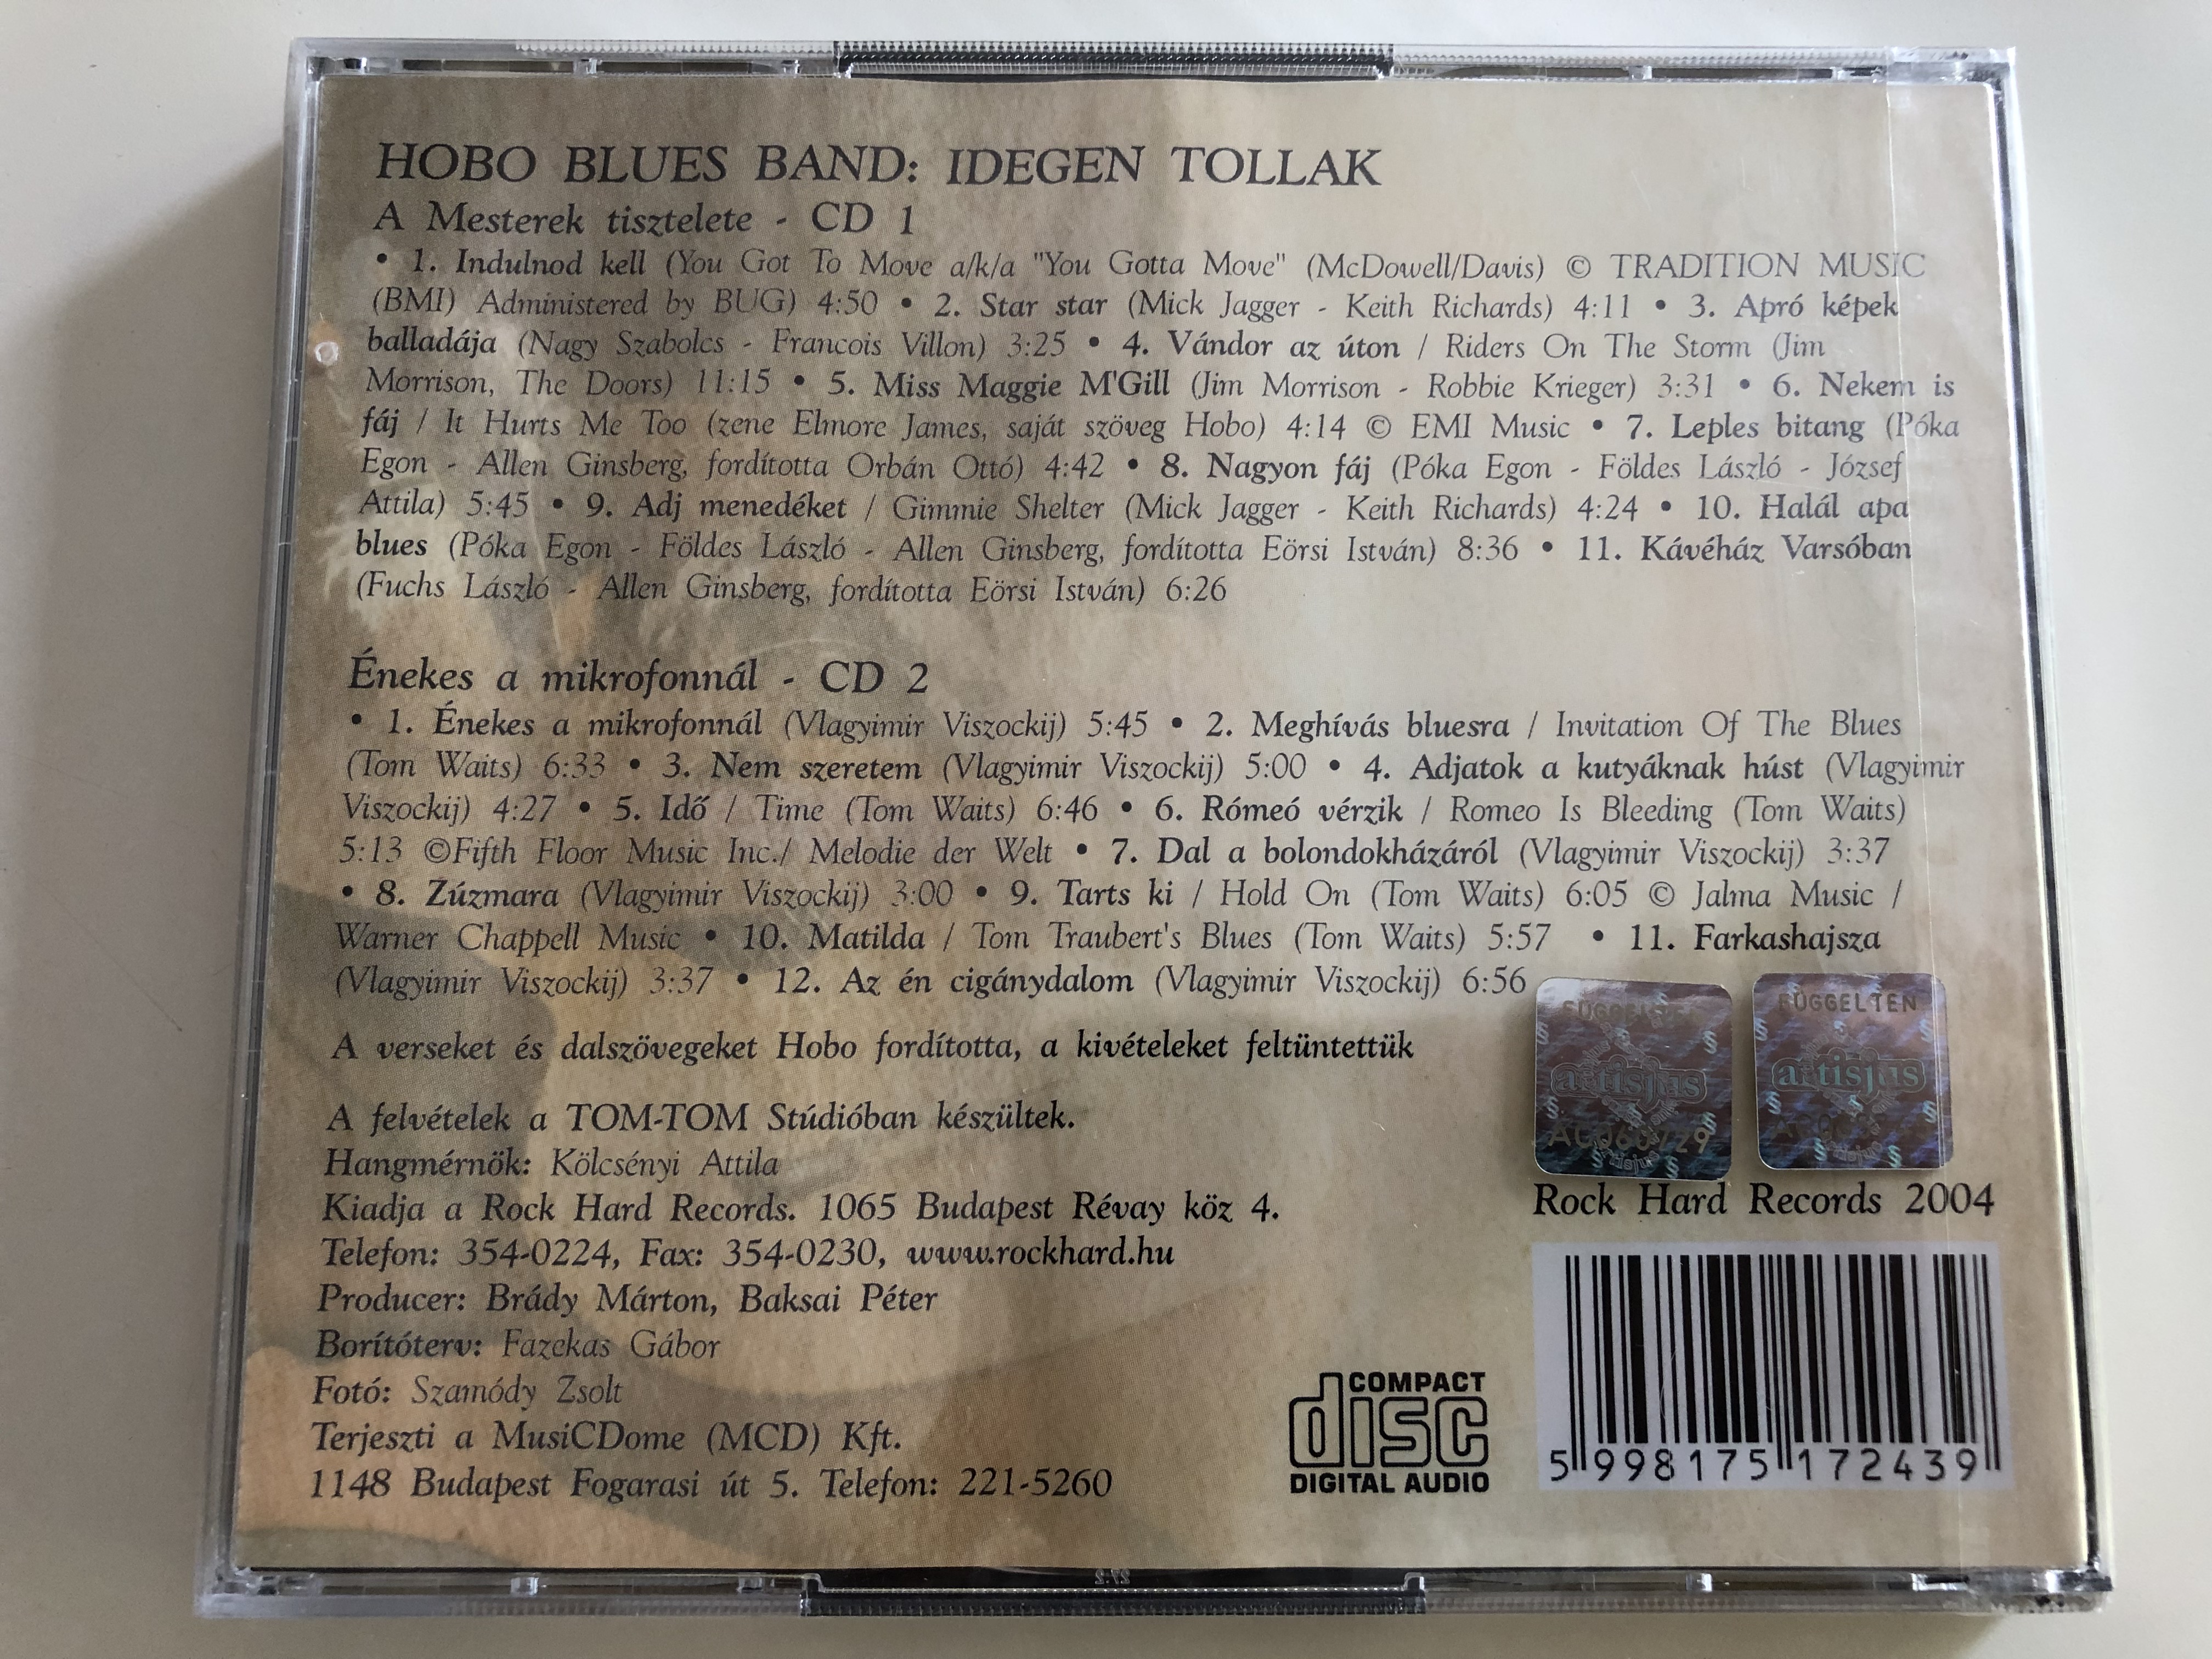 HOBO BLUES BAND: IDEGEN TOLLAK
A Mesterek tisztelete - CD 1
• 1. Indulnod kell (You Got To Move a/k/a "You Gotta Move" (McDowell/Davis) © TRADITION MUSIC
(BMI) Administered by BUG) 4:50 • 2. Star star (Mick Jagger - Keith Richards) 4:11 • 3. Apró képek
balladája (Nagy Szabolcs - Francois Villon) 3:25 • 4. Vándor az úton / Riders On The Storm (Jim
Morrison, The Doors) 11:15 • 5. Miss Maggie M'Gill (Jim Morrison - Robbie Krieger) 3:31 • 6. Nekem is
fáj / It Hurts Me Too (zene Elmore James, saját szöveg Hobo) 4:14 © EMI Music • 7. Leples bitang (Póka
Egon - Allen Ginsberg, fordította Orbán Ottó) 4:42 • 8. Nagyon fáj (Póka Egon - Földes László - József
Attila) 5:45 • 9. Adj menedéket / Gimmie Shelter (Mick Jagger - Keith Richards) 4:24 • 10. Halál apa
blues (Póka Egon - Földes László - Allen Ginsberg, fordította Eörsi István) 8:36 • 11. Kávéház Varsóban
(Fuchs László - Allen Ginsberg, fordította Eörsi István) 6:26
Énekes a mikrofonnál - CD 2
• 1. Énekes a mikrofonnál (Vlagyimir Viszockij) 5:45 • 2. Meghívás bluesra / Invitation Of The Blues
(Tom Waits) 6:33 • 3. Nem szeretem (Vlagyimir Viszockij) 5:00 • 4. Adjatok a kutyáknak húst (Vlagyimir
Viszockij) 4:27 • 5. Idő / Time (Tom Waits) 6:46 • 6. Rómeó vérzik / Romeo Is Bleeding (Tom Waits)
5:13 ©Fifth Floor Music Inc./ Melodie der Welt • 7. Dal a bolondokházáról (Vlagyimir Viszockij) 3:37
• 8. Zúzmara (Vlagyimir Viszockij) 3:00 • 9. Tarts ki / Hold On (Tom Waits) 6:05 © Jalma Music /
Warner Chappell Music • 10. Matilda / Tom Traubert's Blues (Tom Waits) 5:57 • 11. Farkashajsza
(Vlagyimir Viszockij) 3:37 • 12. Az én cigánydalom (Vlagyimir Viszockij) 6:56
A verseket és dalszövegeket Hobo fordította, a kivételeket feltüntettük
A felvételek a TOM-TOM Stúdióban készültek.
Hangmérnök: Kölcsényi Attila
Kiadja a Rock Hard Records. 1065 Budapest Révay köz 4.
Telefon: 354-0224, Fax: 354-0230, www.rockhard.hu
Producer: Brády Márton, Baksai Péter
Borítóterv: Fazekas Gábor
Fotó: Szamódy Zsolt
Terjeszti a MusiCDome (MCD) Kft.
1148 Budapest Fogarasi út 5. Telefon: 221-5260
FÜGGELTEN
artisjus
artisjus
Rock Hard Records 2004
COMPACT
disc
DIGITAL AUDIO
5 998175 172439